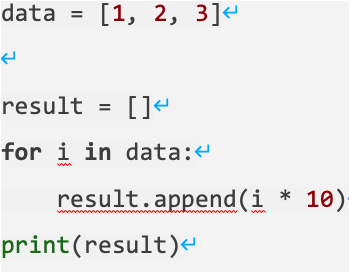 data = [1, 2, 3]↵
↵
result = []↵
for i in data:↵
    result.append(i * 10)↵
print(result)↵